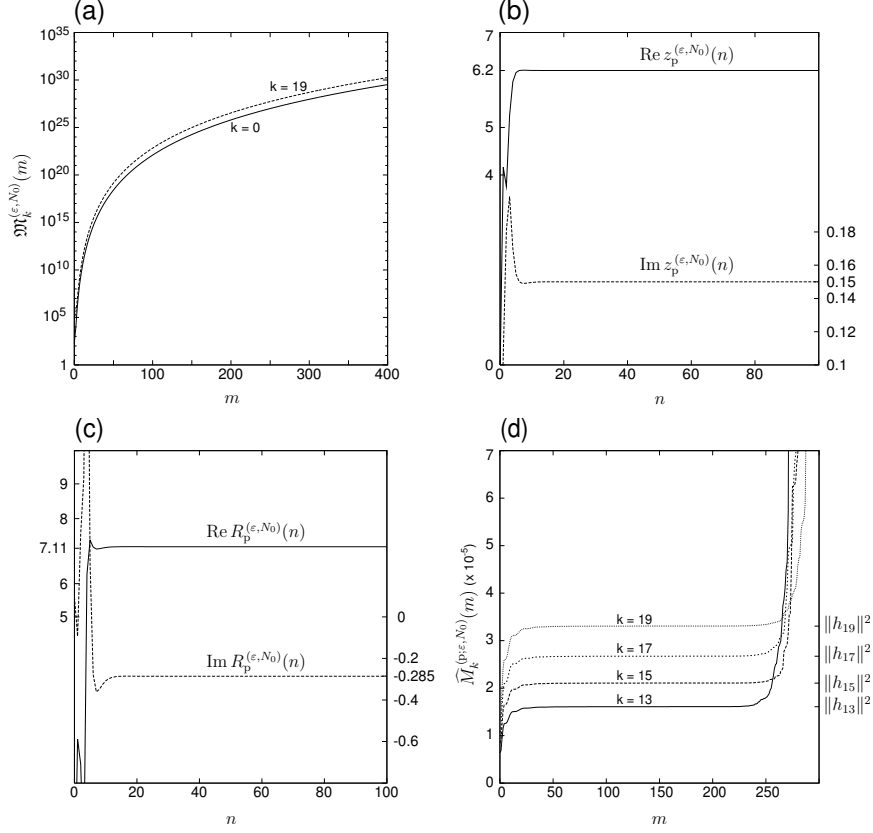 (a)
10^35
10^30
10^25
10^20
10^15
10^10
10^5
1
0
100
200
300
400
k = 19
k = 0
𝔐_k^{(ε,N_0)}(m)
m
(b)
7
6.2
5
4
0
0.18
0.16
0.15
0.14
0.12
0.1
0
20
40
60
80
Re z_p^{(ε,N_0)}(n)
Im z_p^{(ε,N_0)}(n)
n
(c)
9
8
7.11
6
5
0
-0.2
-0.285
-0.4
-0.6
0
20
40
60
80
100
Re R_p^{(ε,N_0)}(n)
Im R_p^{(ε,N_0)}(n)
n
(d)
7
6
5
4
3
2
1
0
0
50
100
150
200
250
k = 19
k = 17
k = 15
k = 13
‖h_19‖^2
‖h_17‖^2
‖h_15‖^2
‖h_13‖^2
M̂_k^{(p;ε,N_0)}(m) (x 10^-5)
m